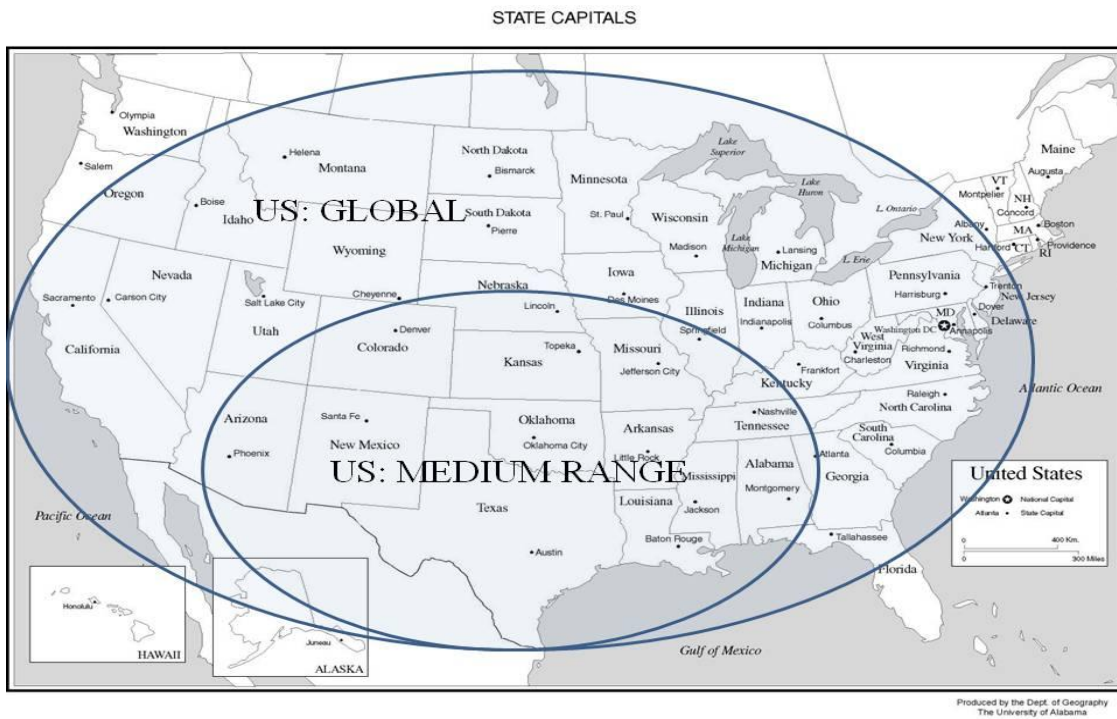 STATE CAPITALS
Olympia
Washington
Salem
Oregon
Helena
Montana
North Dakota
Bismarck
Minnesota
Lake
Superior
Maine
Augusta
VT
Montpelier
NH
Concord
Boise
Idaho
US: GLOBAL
South Dakota
Pierre
St. Paul
Wisconsin
Lake
Huron
L. Ontario
Albany
New York
MA
Boston
Hartford
CT
Providence
RI
Wyoming
Madison
Lake
Michigan
Lansing
Michigan
L. Erie
Nevada
Sacramento
Carson City
Salt Lake City
Cheyenne
Nebraska
Lincoln
Iowa
Des Moines
Pennsylvania
Harrisburg
Trenton
New Jersey
Dover
Delaware
MD
Annapolis
Washington DC
Utah
Denver
Colorado
Topeka
Kansas
Missouri
Jefferson City
Illinois
Springfield
Indiana
Indianapolis
Ohio
Columbus
West
Virginia
Charleston
Richmond
Virginia
California
Frankfort
Kentucky
Atlantic Ocean
Raleigh
North Carolina
Arizona
Phoenix
Santa Fe
New Mexico
Oklahoma
Oklahoma City
Arkansas
Little Rock
Nashville
Tennessee
South
Carolina
Columbia
US: MEDIUM RANGE
Mississippi
Jackson
Alabama
Montgomery
Atlanta
Georgia
Texas
Austin
Louisiana
Baton Rouge
Tallahassee
Florida
Pacific Ocean
Gulf of Mexico
United States
Washington National Capital
Atlanta State Capital
0 400 Km.
0 300 Miles
Honolulu
HAWAII
Juneau
ALASKA
Produced by the Dept. of Geography
The University of Alabama